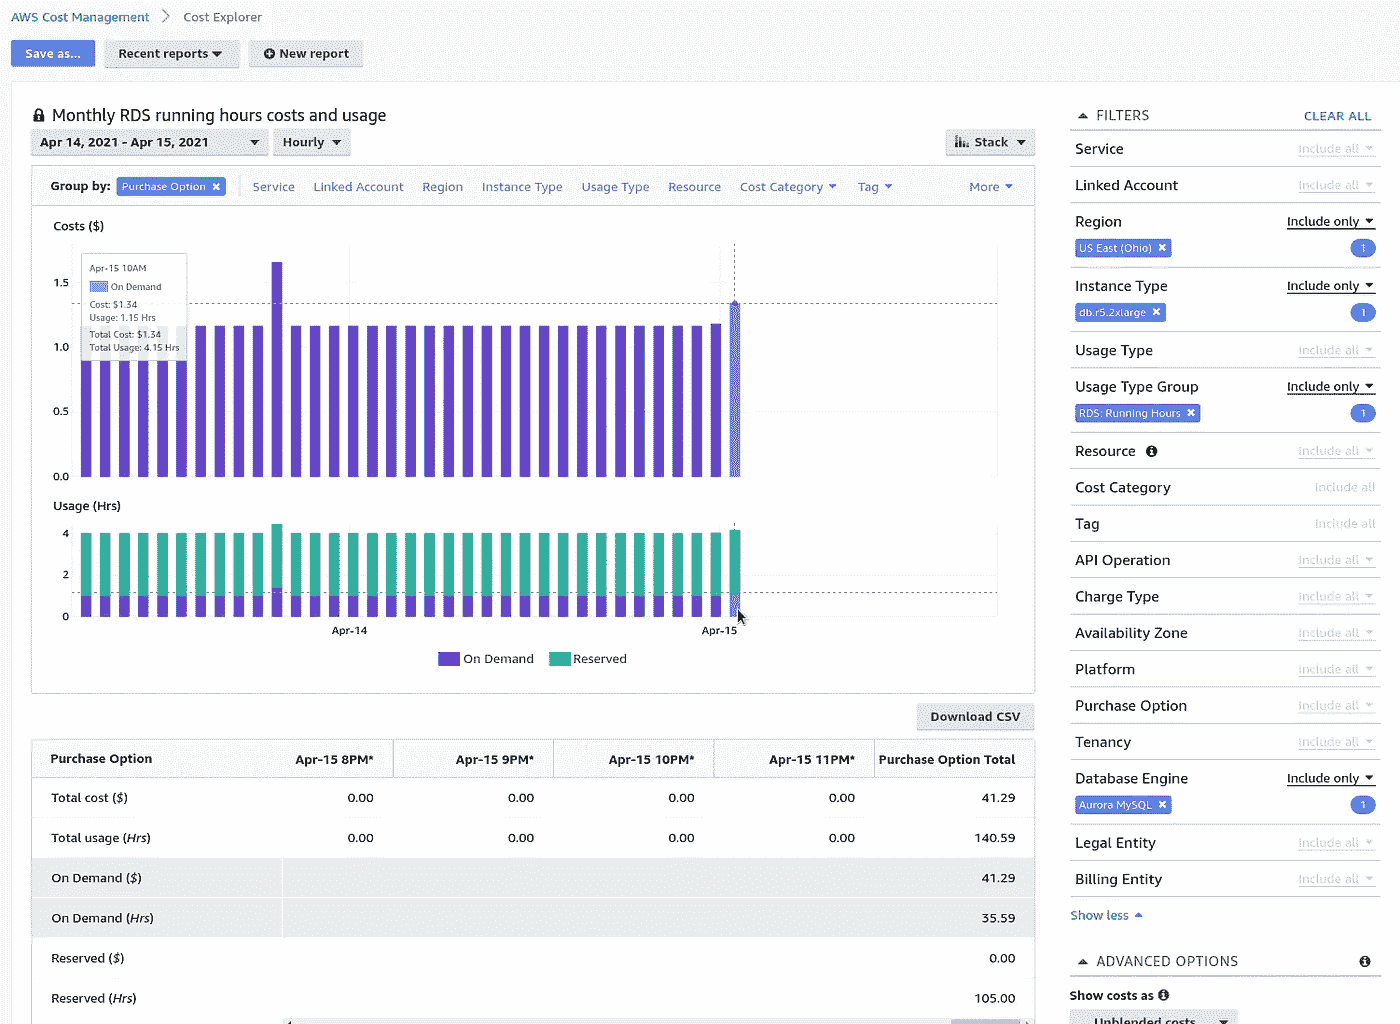 AWS Cost Management > Cost Explorer
Save as... Recent reports New report
Monthly RDS running hours costs and usage
Apr 14, 2021 - Apr 15, 2021 Hourly Stack
Group by: Purchase Option × Service Linked Account Region Instance Type Usage Type Resource Cost Category Tag More
Costs ($)
Apr-15 10AM
On Demand
Cost: $1.34
Usage: 1.15 Hrs
Total Cost: $1.34
Total Usage: 4.15 Hrs
1.5
1.0
0.5
0.0
Usage (Hrs)
4
2
0
Apr-14 Apr-15
On Demand Reserved
Download CSV
Purchase Option Apr-15 8PM* Apr-15 9PM* Apr-15 10PM* Apr-15 11PM* Purchase Option Total
Total cost ($) 0.00 0.00 0.00 0.00 41.29
Total usage (Hrs) 0.00 0.00 0.00 0.00 140.59
On Demand ($) 41.29
On Demand (Hrs) 35.59
Reserved ($) 0.00
Reserved (Hrs) 105.00
FILTERS CLEAR ALL
Service Include all
Linked Account Include all
Region Include only
US East (Ohio) × 1
Instance Type Include only
db.r5.2xlarge × 1
Usage Type Include all
Usage Type Group Include only
RDS: Running Hours × 1
Resource Include all
Cost Category Include all
Tag Include all
API Operation Include all
Charge Type Include all
Availability Zone Include all
Platform Include all
Purchase Option Include all
Tenancy Include all
Database Engine Include only
Aurora MySQL × 1
Legal Entity Include all
Billing Entity Include all
Show less
ADVANCED OPTIONS
Show costs as
Unblended costs